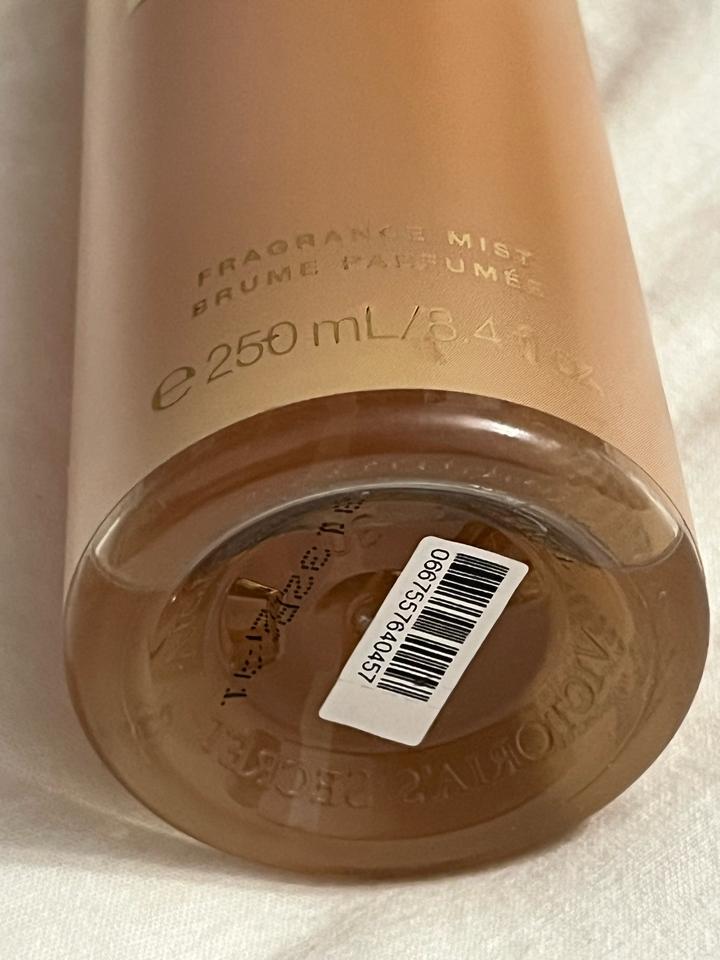 FRAGRANCE MIST
BRUME PARFUMÉE
e 250 mL/8.4 fl oz
0667557640457
VICTORIA'S SECRET